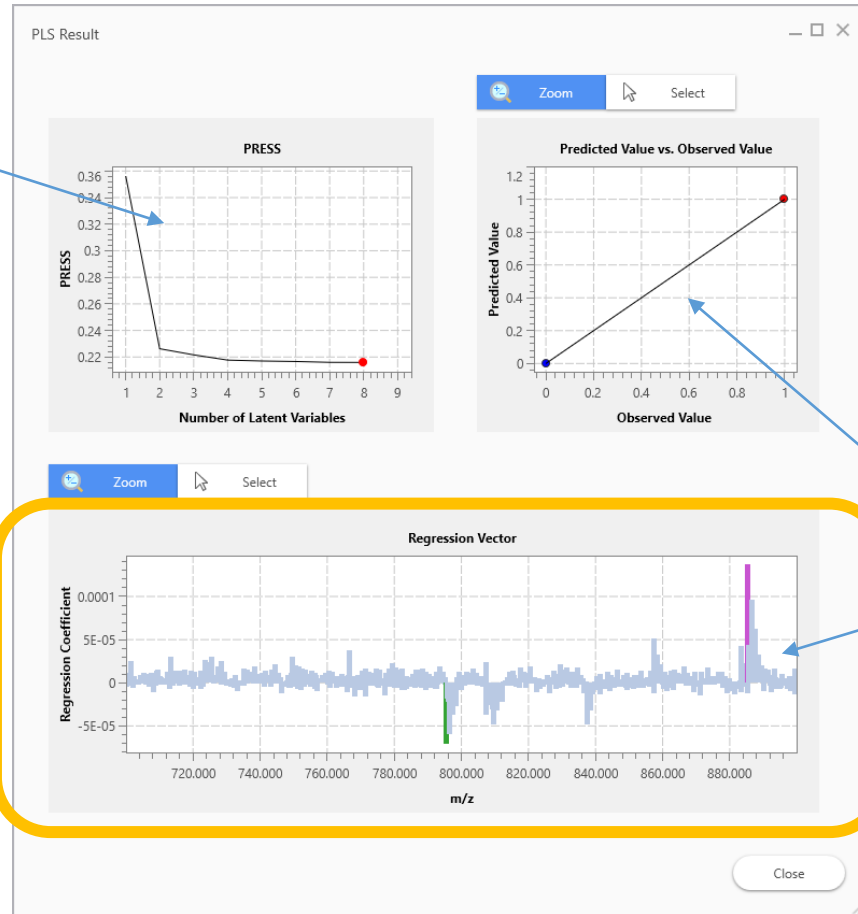 PLS Result
Zoom Select
PRESS
0.36
0.34
0.32
0.3
0.28
0.26
0.24
0.22
PRESS
1 2 3 4 5 6 7 8 9
Number of Latent Variables
Predicted Value vs. Observed Value
1.2
1
0.8
0.6
0.4
0.2
0
Predicted Value
0 0.2 0.4 0.6 0.8 1
Observed Value
Zoom Select
Regression Vector
0.0001
5E-05
0
-5E-05
Regression Coefficient
720.000 740.000 760.000 780.000 800.000 820.000 840.000 860.000 880.000
m/z
Close